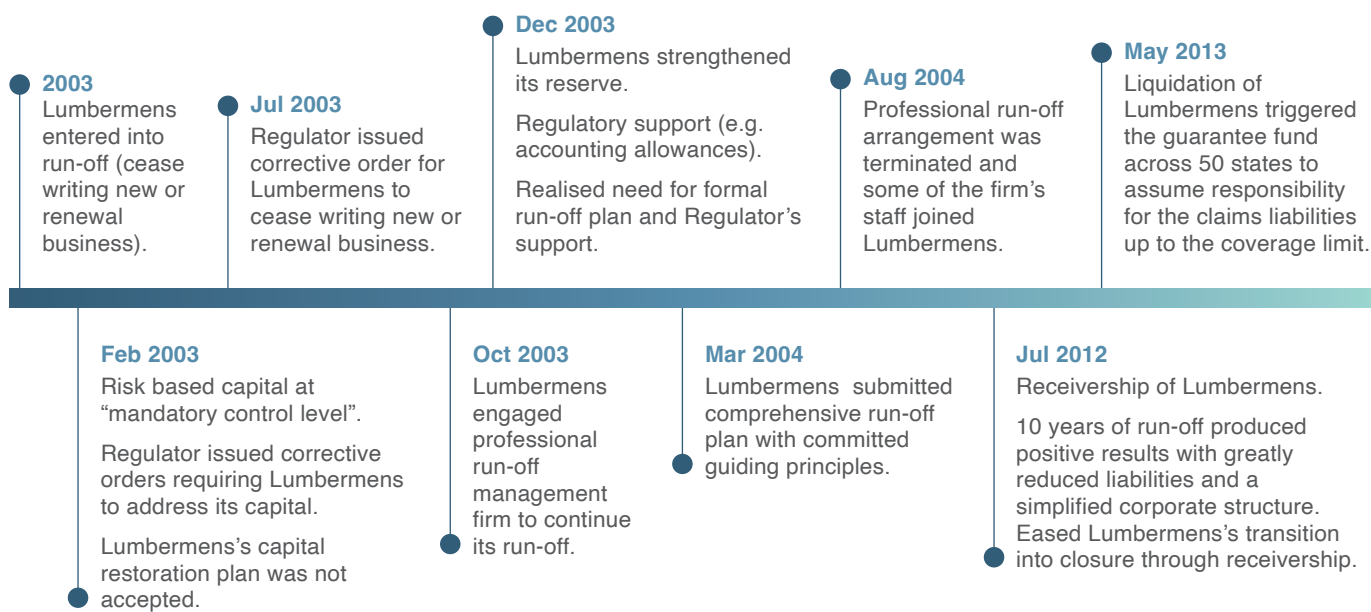 2003
Lumbermens
entered into
run-off (cease
writing new or
renewal
business).
Feb 2003
Risk based capital at
“mandatory control level”.
Regulator issued corrective
orders requiring Lumbermens
to address its capital.
Lumbermens’s capital
restoration plan was not
accepted.
Jul 2003
Regulator issued
corrective order for
Lumbermens to
cease writing new or
renewal business.
Oct 2003
Lumbermens
engaged
professional
run-off
management
firm to continue
its run-off.
Dec 2003
Lumbermens strengthened
its reserve.
Regulatory support (e.g.
accounting allowances).
Realised need for formal
run-off plan and Regulator’s
support.
Mar 2004
Lumbermens submitted
comprehensive run-off
plan with committed
guiding principles.
Aug 2004
Professional run-off
arrangement was
terminated and
some of the firm’s
staff joined
Lumbermens.
Jul 2012
Receivership of Lumbermens.
10 years of run-off produced
positive results with greatly
reduced liabilities and a
simplified corporate structure.
Eased Lumbermens’s transition
into closure through receivership.
May 2013
Liquidation of
Lumbermens triggered
the guarantee fund
across 50 states to
assume responsibility
for the claims liabilities
up to the coverage limit.